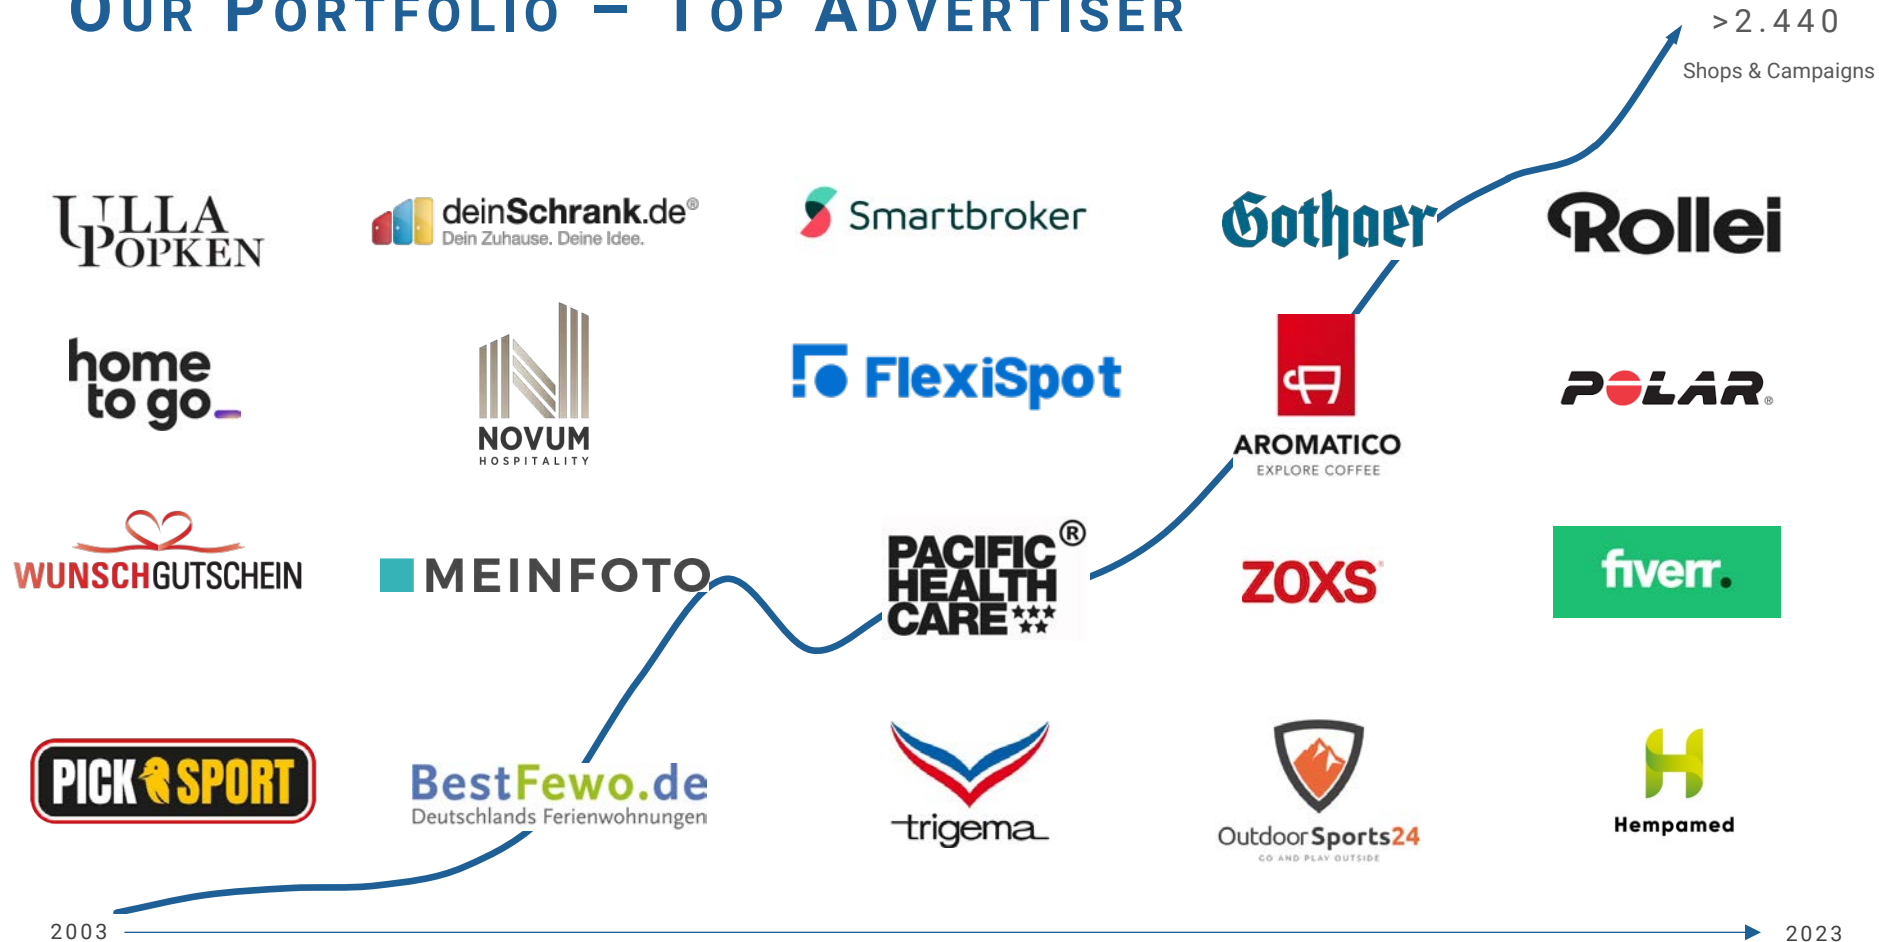 OUR PORTFOLIO – TOP ADVERTISER
>2.440
Shops & Campaigns
ULLA
POPKEN
deinSchrank.de®
Dein Zuhause. Deine Idee.
Smartbroker
Gothaer
Rollei
home
to go_
NOVUM
HOSPITALITY
FlexiSpot
AROMATICO
EXPLORE COFFEE
POLAR®
WUNSCHGUTSCHEIN
MEINFOTO
PACIFIC®
HEALTH
CARE
ZOXS®
fiverr.
PICK SPORT
BestFewo.de
Deutschlands Ferienwohnungen
trigema
OutdoorSports24
GO AND PLAY OUTSIDE
Hempamed
2003
2023